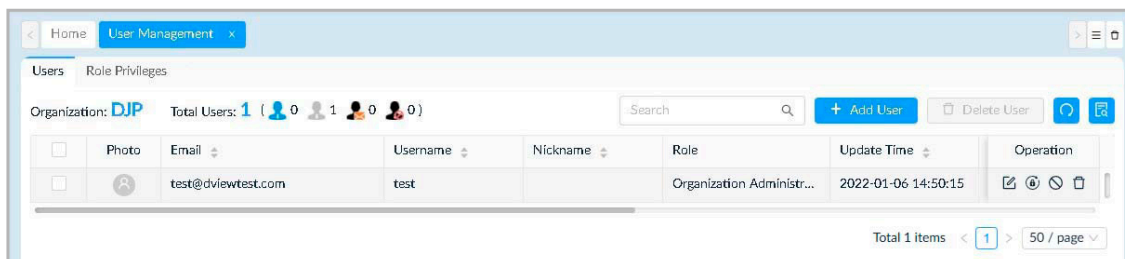 Home User Management x
Users Role Privileges
Organization: DJP Total Users: 1 ( 0 1 0 0 ) Search + Add User Delete User
Photo Email Username Nickname Role Update Time Operation
test@dviewtest.com test Organization Administr... 2022-01-06 14:50:15
Total 1 items < 1 > 50 / page